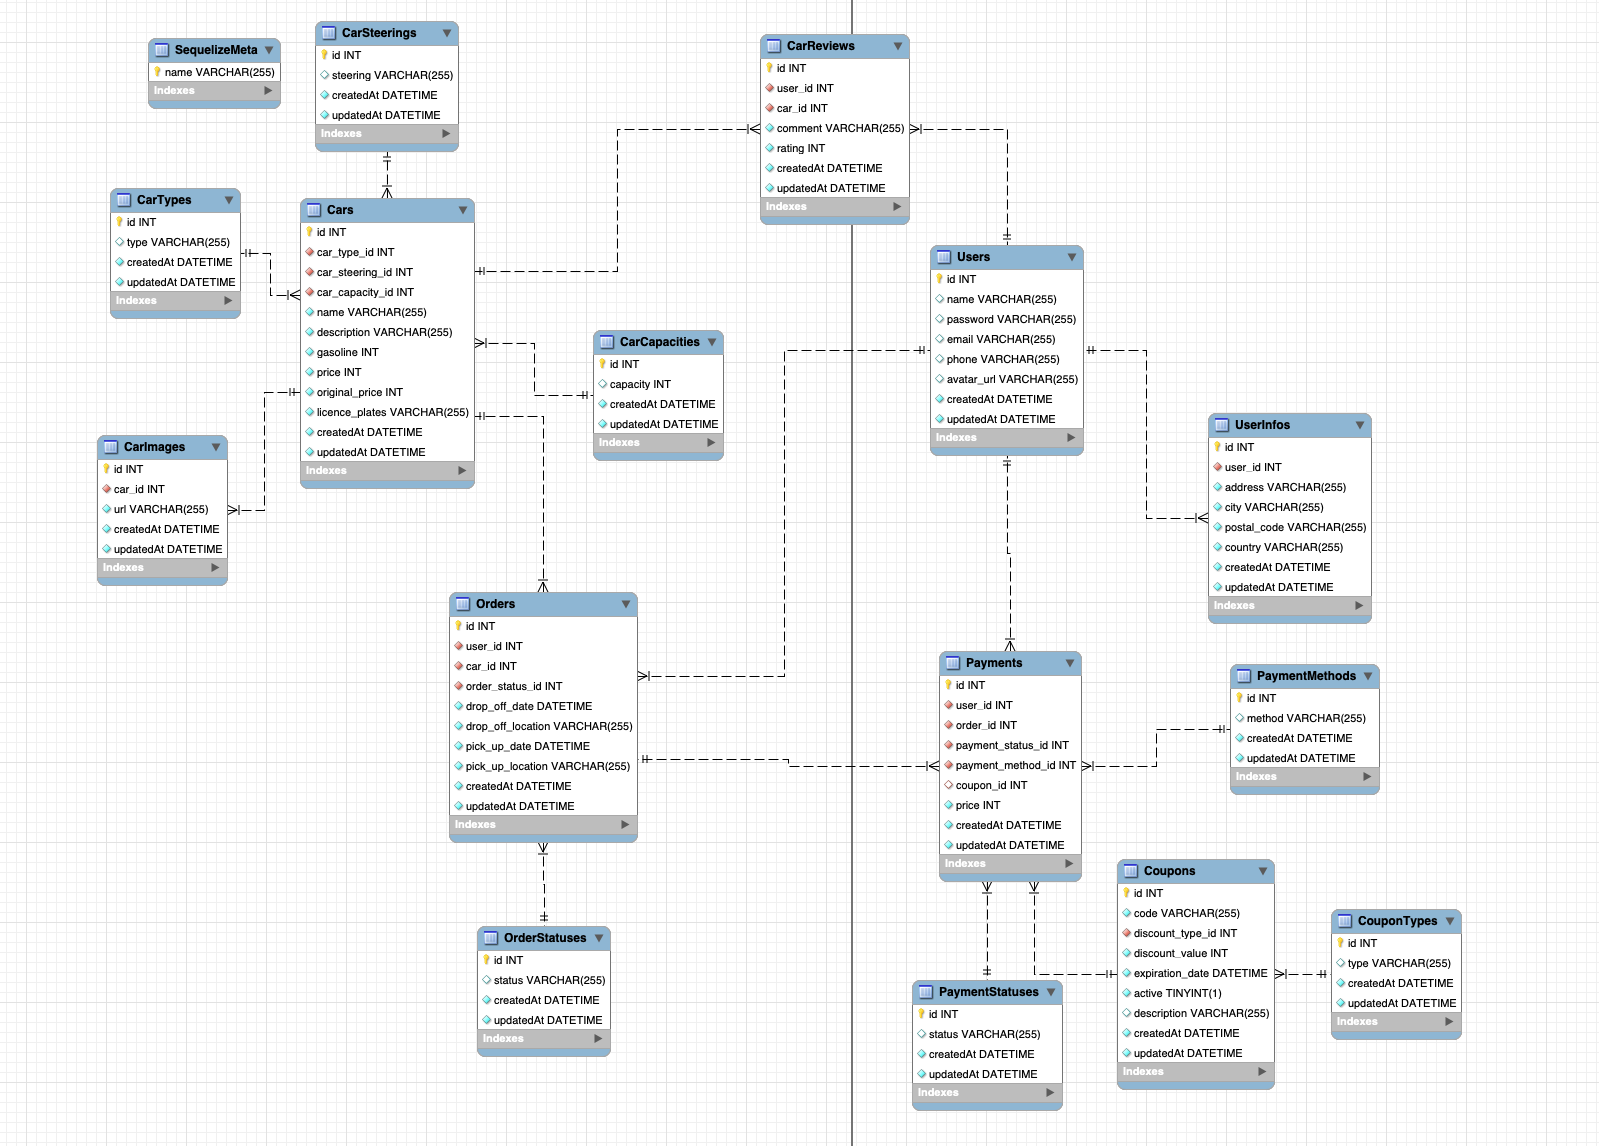 SequelizeMeta
name VARCHAR(255)
Indexes
CarSteerings
id INT
steering VARCHAR(255)
createdAt DATETIME
updatedAt DATETIME
Indexes
CarReviews
id INT
user_id INT
car_id INT
comment VARCHAR(255)
rating INT
createdAt DATETIME
updatedAt DATETIME
Indexes
CarTypes
id INT
type VARCHAR(255)
createdAt DATETIME
updatedAt DATETIME
Indexes
Cars
id INT
car_type_id INT
car_steering_id INT
car_capacity_id INT
name VARCHAR(255)
description VARCHAR(255)
gasoline INT
price INT
original_price INT
licence_plates VARCHAR(255)
createdAt DATETIME
updatedAt DATETIME
Indexes
Users
id INT
name VARCHAR(255)
password VARCHAR(255)
email VARCHAR(255)
phone VARCHAR(255)
avatar_url VARCHAR(255)
createdAt DATETIME
updatedAt DATETIME
Indexes
CarCapacities
id INT
capacity INT
createdAt DATETIME
updatedAt DATETIME
Indexes
UserInfos
id INT
user_id INT
address VARCHAR(255)
city VARCHAR(255)
postal_code VARCHAR(255)
country VARCHAR(255)
createdAt DATETIME
updatedAt DATETIME
Indexes
CarImages
id INT
car_id INT
url VARCHAR(255)
createdAt DATETIME
updatedAt DATETIME
Indexes
Orders
id INT
user_id INT
car_id INT
order_status_id INT
drop_off_date DATETIME
drop_off_location VARCHAR(255)
pick_up_date DATETIME
pick_up_location VARCHAR(255)
createdAt DATETIME
updatedAt DATETIME
Indexes
Payments
id INT
user_id INT
order_id INT
payment_status_id INT
payment_method_id INT
coupon_id INT
price INT
createdAt DATETIME
updatedAt DATETIME
Indexes
PaymentMethods
id INT
method VARCHAR(255)
createdAt DATETIME
updatedAt DATETIME
Indexes
Coupons
id INT
code VARCHAR(255)
discount_type_id INT
discount_value INT
expiration_date DATETIME
active TINYINT(1)
description VARCHAR(255)
createdAt DATETIME
updatedAt DATETIME
Indexes
CouponTypes
id INT
type VARCHAR(255)
createdAt DATETIME
updatedAt DATETIME
Indexes
OrderStatuses
id INT
status VARCHAR(255)
createdAt DATETIME
updatedAt DATETIME
Indexes
PaymentStatuses
id INT
status VARCHAR(255)
createdAt DATETIME
updatedAt DATETIME
Indexes